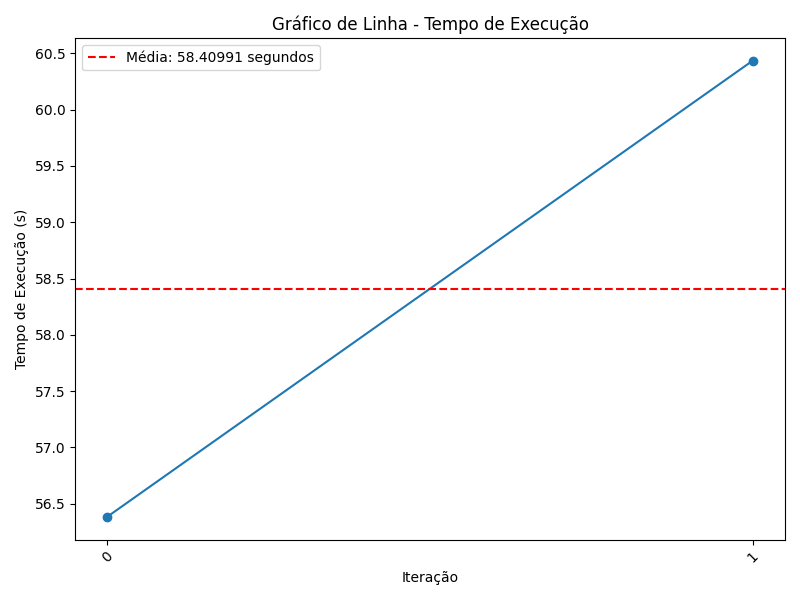 Gráfico de Linha - Tempo de Execução
Média: 58.40991 segundos
Tempo de Execução (s)
60.5
60.0
59.5
59.0
58.5
58.0
57.5
57.0
56.5
0
1
Iteração